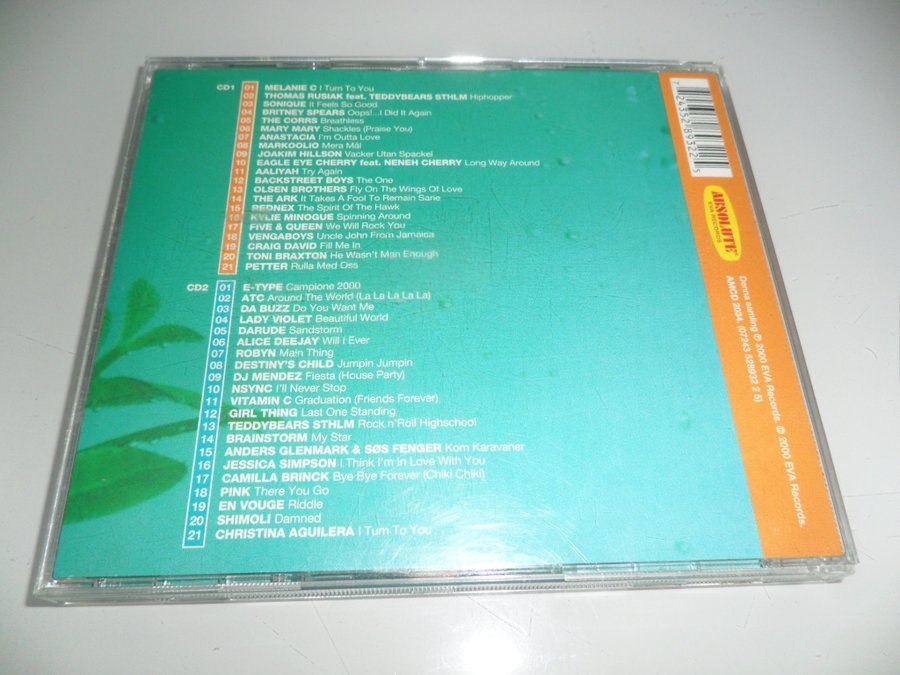 CD1
01 MELANIE C I Turn To You
02 THOMAS RUSIAK feat. TEDDYBEARS STHLM Hiphopper
03 SONIQUE It Feels So Good
04 BRITNEY SPEARS Oops!...I Did It Again
05 THE CORRS Breathless
06 MARY MARY Shackles (Praise You)
07 ANASTACIA I'm Outta Love
08 MARKOOLIO Mera Mål
09 JOAKIM HILLSON Vacker Utan Spackel
10 EAGLE EYE CHERRY feat. NENEH CHERRY Long Way Around
11 AALIYAH Try Again
12 BACKSTREET BOYS The One
13 OLSEN BROTHERS Fly On The Wings Of Love
14 THE ARK It Takes A Fool To Remain Sane
15 REDNEX The Spirit Of The Hawk
16 KYLIE MINOGUE Spinning Around
17 FIVE & QUEEN We Will Rock You
18 VENGABOYS Uncle John From Jamaica
19 CRAIG DAVID Fill Me In
20 TONI BRAXTON He Wasn't Man Enough
21 PETTER Rulla Med Oss
CD2
01 E-TYPE Campione 2000
02 ATC Around The World (La La La La La)
03 DA BUZZ Do You Want Me
04 LADY VIOLET Beautiful World
05 DARUDE Sandstorm
06 ALICE DEEJAY Will I Ever
07 ROBYN Main Thing
08 DESTINY'S CHILD Jumpin Jumpin
09 DJ MENDEZ Fiesta (House Party)
10 NSYNC I'll Never Stop
11 VITAMIN C Graduation (Friends Forever)
12 GIRL THING Last One Standing
13 TEDDYBEARS STHLM Rock n'Roll Highschool
14 BRAINSTORM My Star
15 ANDERS GLENMARK & SØS FENGER Kom Karavaner
16 JESSICA SIMPSON I Think I'm In Love With You
17 CAMILLA BRINCK Bye Bye Forever (Chiki Chiki)
18 PINK There You Go
19 EN VOUGE Riddle
20 SHIMOLI Damned
21 CHRISTINA AGUILERA I Turn To You
7 24352 89322 5
ABSOLUTE
EVA RECORDS
Denna samling ℗ 2000 EVA Records. © 2000 EVA Records.
AMCD 2034. (07243 528932 2 5)